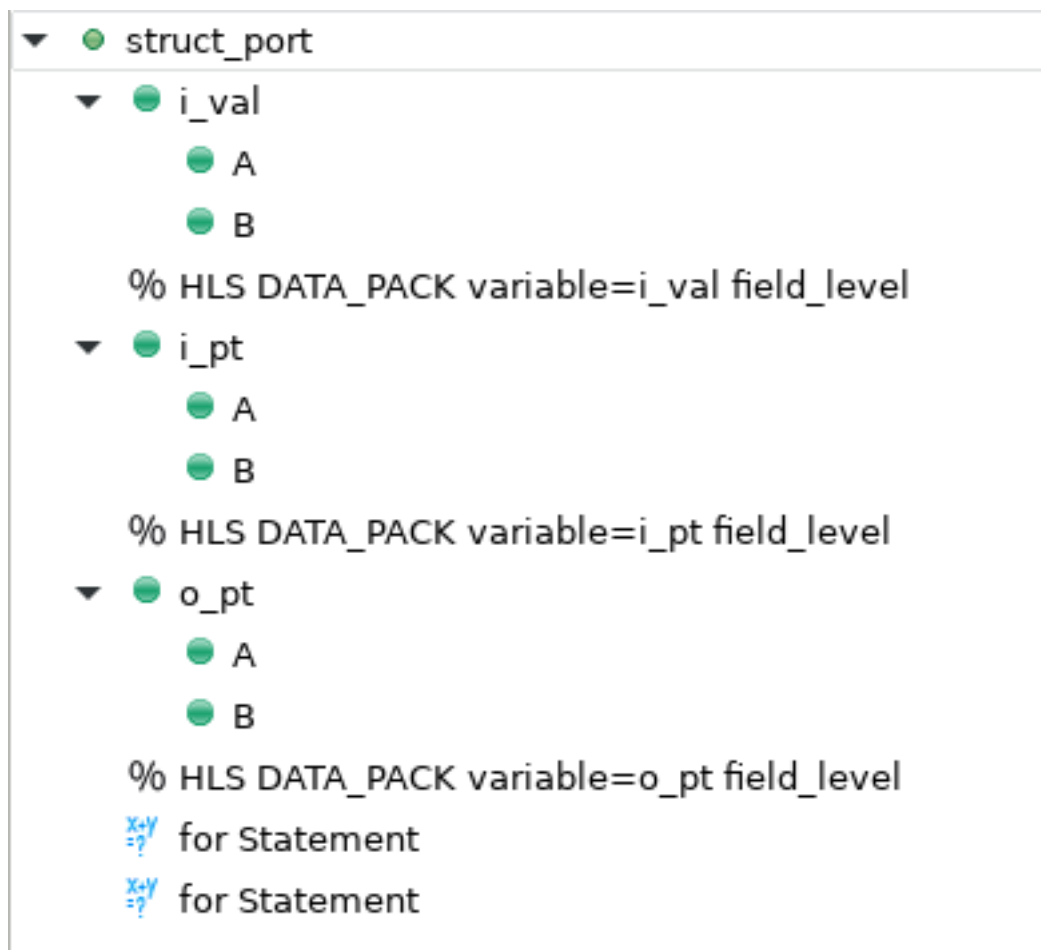 struct_port
i_val
A
B
% HLS DATA_PACK variable=i_val field_level
i_pt
A
B
% HLS DATA_PACK variable=i_pt field_level
o_pt
A
B
% HLS DATA_PACK variable=o_pt field_level
x+y=? for Statement
x+y=? for Statement